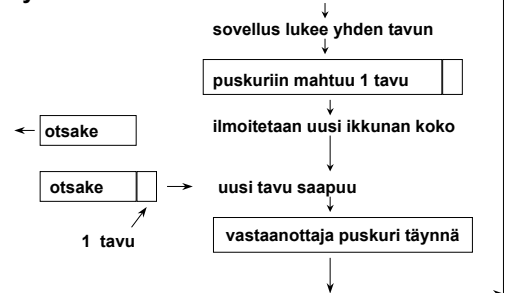 sovellus lukee yhden tavun
puskuriin mahtuu 1 tavu
ilmoitetaan uusi ikkunan koko
otsake
otsake
uusi tavu saapuu
1 tavu
vastaanottaja puskuri täynnä